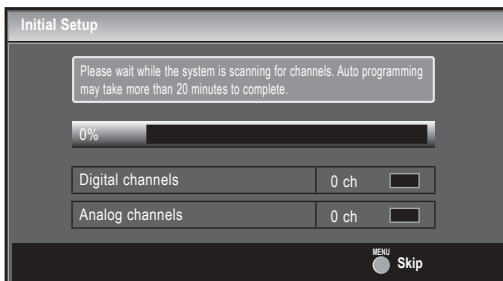 Initial Setup
Please wait while the system is scanning for channels. Auto programming
may take more than 20 minutes to complete.
0%
Digital channels 0 ch
Analog channels 0 ch
MENU
Skip